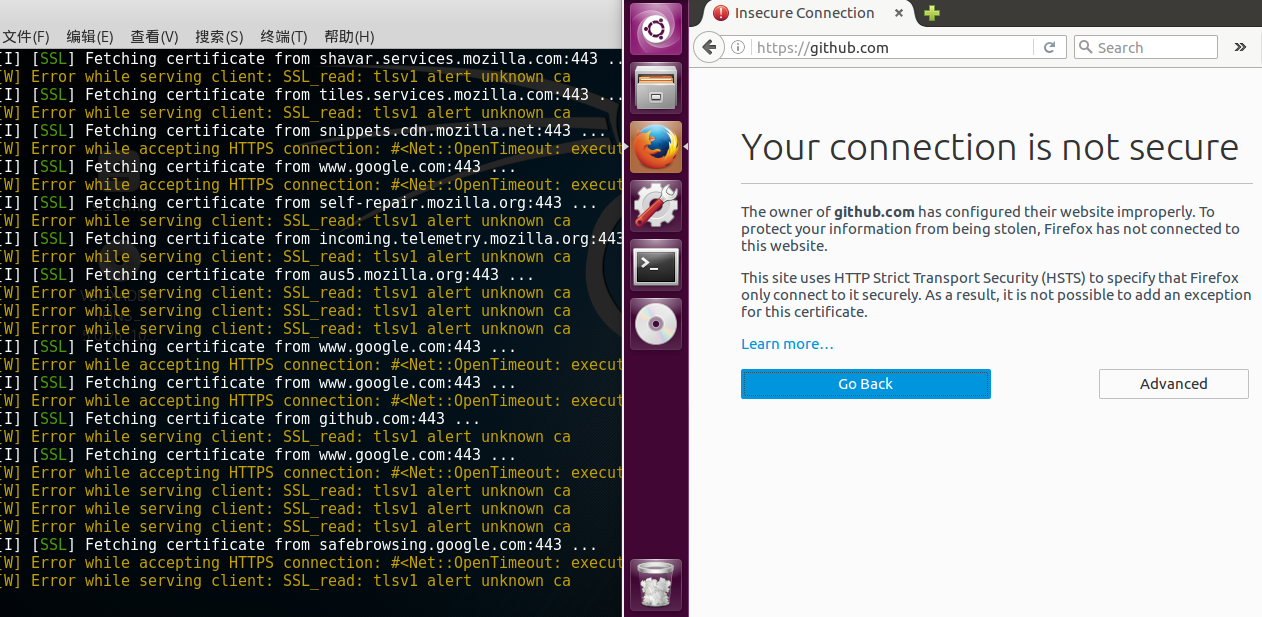 文件(F) 编辑(E) 查看(V) 搜索(S) 终端(T) 帮助(H)
[I] [SSL] Fetching certificate from shavar.services.mozilla.com:443 ..
[W] Error while serving client: SSL_read: tlsv1 alert unknown ca
[I] [SSL] Fetching certificate from tiles.services.mozilla.com:443 ...
[W] Error while serving client: SSL_read: tlsv1 alert unknown ca
[I] [SSL] Fetching certificate from snippets.cdn.mozilla.net:443 ...
[W] Error while accepting HTTPS connection: #<Net::OpenTimeout: execut
[I] [SSL] Fetching certificate from www.google.com:443 ...
[W] Error while accepting HTTPS connection: #<Net::OpenTimeout: execut
[I] [SSL] Fetching certificate from self-repair.mozilla.org:443 ...
[W] Error while serving client: SSL_read: tlsv1 alert unknown ca
[I] [SSL] Fetching certificate from incoming.telemetry.mozilla.org:443
[W] Error while serving client: SSL_read: tlsv1 alert unknown ca
[I] [SSL] Fetching certificate from aus5.mozilla.org:443 ...
[W] Error while serving client: SSL_read: tlsv1 alert unknown ca
[W] Error while serving client: SSL_read: tlsv1 alert unknown ca
[W] Error while serving client: SSL_read: tlsv1 alert unknown ca
[I] [SSL] Fetching certificate from www.google.com:443 ...
[W] Error while accepting HTTPS connection: #<Net::OpenTimeout: execut
[I] [SSL] Fetching certificate from www.google.com:443 ...
[W] Error while accepting HTTPS connection: #<Net::OpenTimeout: execut
[I] [SSL] Fetching certificate from github.com:443 ...
[W] Error while serving client: SSL_read: tlsv1 alert unknown ca
[I] [SSL] Fetching certificate from www.google.com:443 ...
[W] Error while accepting HTTPS connection: #<Net::OpenTimeout: execut
[W] Error while serving client: SSL_read: tlsv1 alert unknown ca
[W] Error while serving client: SSL_read: tlsv1 alert unknown ca
[W] Error while serving client: SSL_read: tlsv1 alert unknown ca
[I] [SSL] Fetching certificate from safebrowsing.google.com:443 ...
[W] Error while accepting HTTPS connection: #<Net::OpenTimeout: execut
[W] Error while serving client: SSL_read: tlsv1 alert unknown ca
Insecure Connection
https://github.com
Search
Your connection is not secure
The owner of github.com has configured their website improperly. To
protect your information from being stolen, Firefox has not connected to
this website.
This site uses HTTP Strict Transport Security (HSTS) to specify that Firefox
only connect to it securely. As a result, it is not possible to add an exception
for this certificate.
Learn more…
Go Back
Advanced